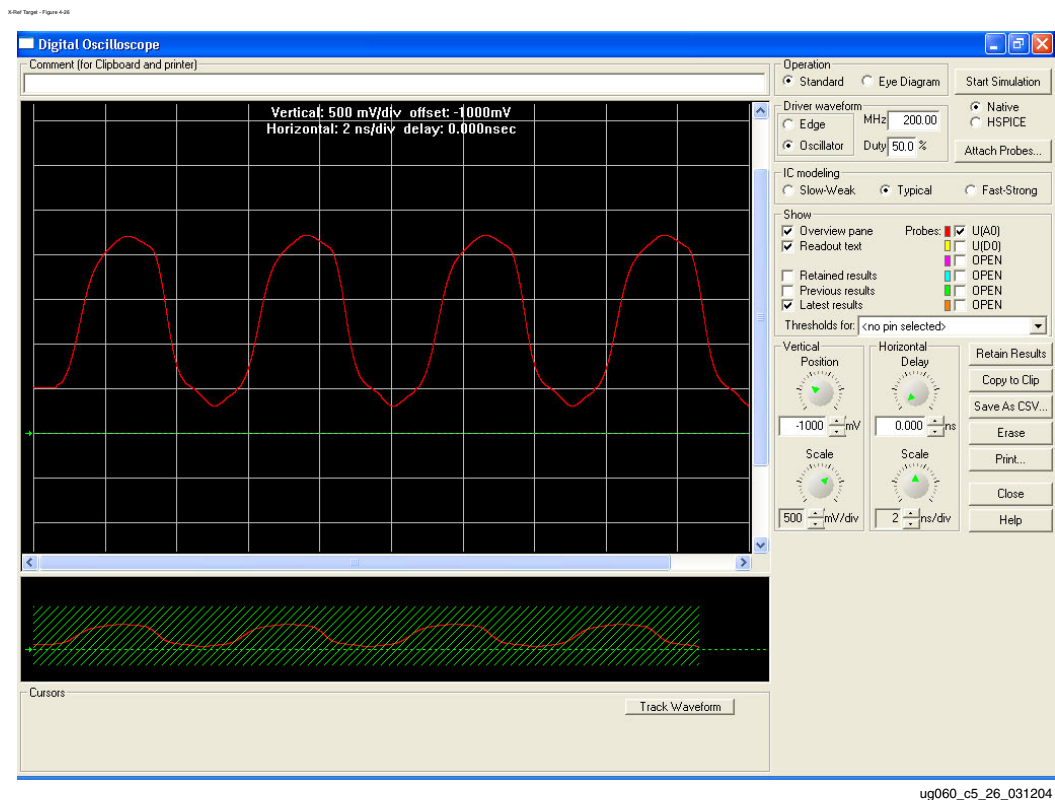 X-Ref Target - Figure 4-26
Digital Oscilloscope
Comment (for Clipboard and printer)
Vertical: 500 mV/div offset: -1000mV
Horizontal: 2 ns/div delay: 0.000nsec
Cursors
Track Waveform
Operation
Standard Eye Diagram
Start Simulation
Driver waveform
Edge
Oscillator
MHz 200.00
Duty 50.0 %
Native
HSPICE
Attach Probes...
IC modeling
Slow-Weak Typical Fast-Strong
Show
Overview pane Probes: U(A0)
Readout text U(D0)
OPEN
Retained results OPEN
Previous results OPEN
Latest results OPEN
Thresholds for: <no pin selected>
Vertical
Position
-1000 mV
Scale
500 mV/div
Horizontal
Delay
0.000 ns
Scale
2 ns/div
Retain Results
Copy to Clip
Save As CSV...
Erase
Print...
Close
Help
ug060_c5_26_031204